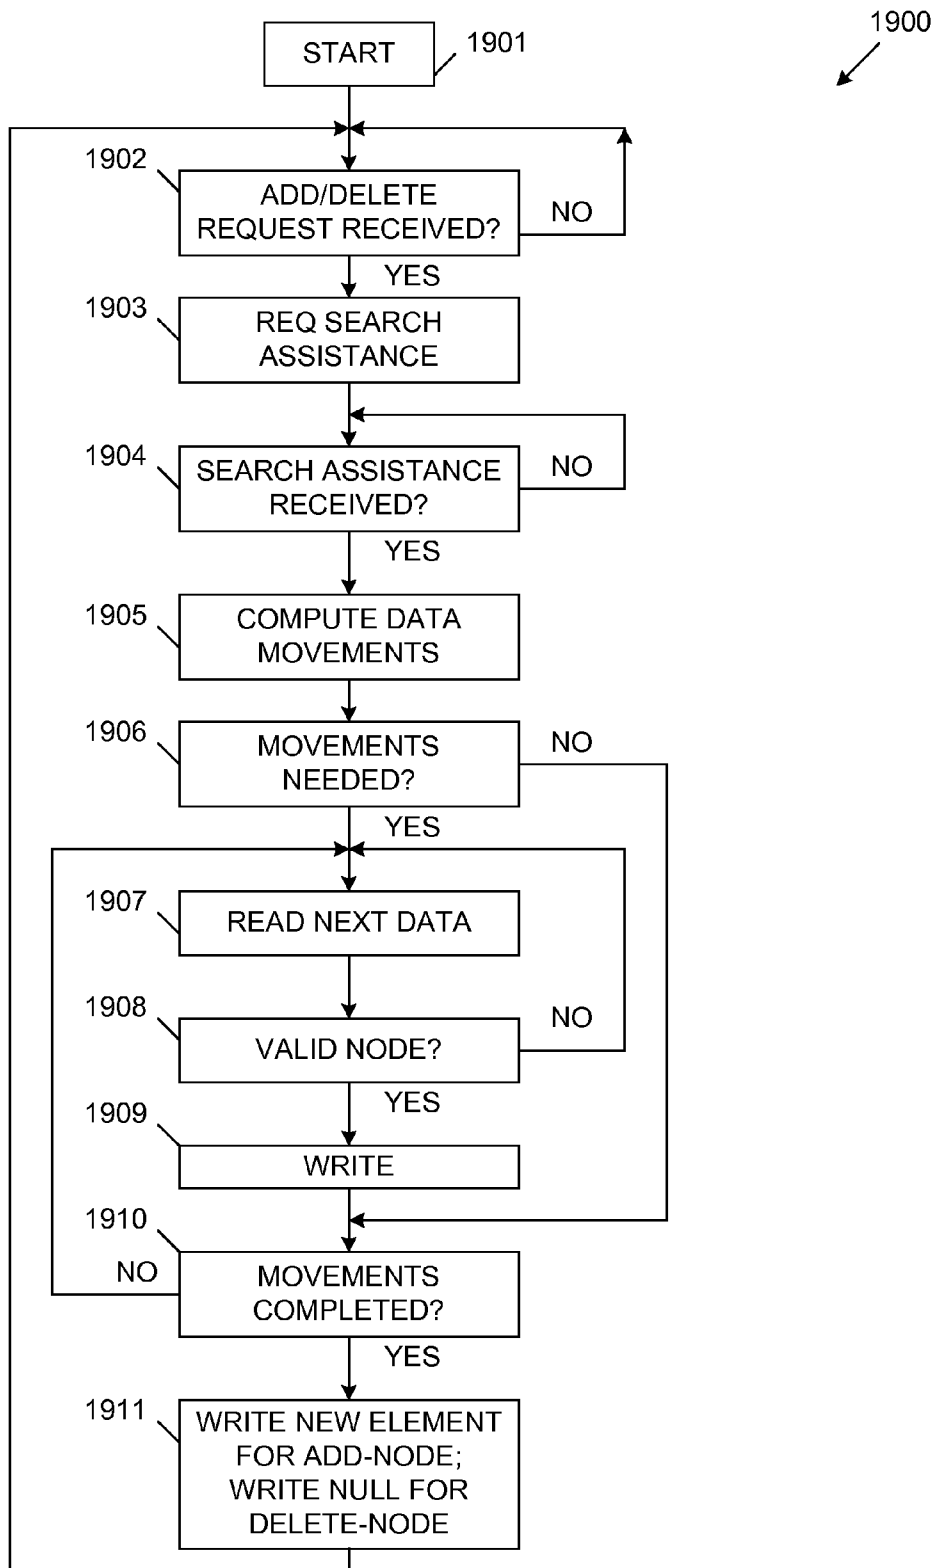 1900
START
1901
1902
ADD/DELETE
REQUEST RECEIVED?
NO
YES
1903
REQ SEARCH
ASSISTANCE
1904
SEARCH ASSISTANCE
RECEIVED?
NO
YES
1905
COMPUTE DATA
MOVEMENTS
1906
MOVEMENTS
NEEDED?
NO
YES
1907
READ NEXT DATA
1908
VALID NODE?
NO
YES
1909
WRITE
1910
MOVEMENTS
COMPLETED?
NO
YES
1911
WRITE NEW ELEMENT
FOR ADD-NODE;
WRITE NULL FOR
DELETE-NODE